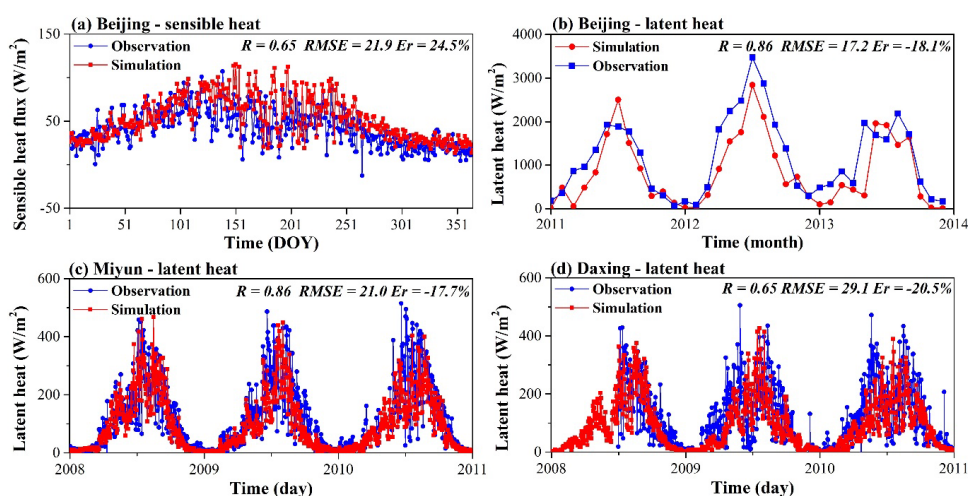 (a) Beijing - sensible heat
Observation
Simulation
R = 0.65 RMSE = 21.9 Er = 24.5%
150
50
-50
1 51 101 151 201 251 301 351
Sensible heat flux (W/m²)
Time (DOY)
(b) Beijing - latent heat
Simulation
Observation
R = 0.86 RMSE = 17.2 Er = -18.1%
4000
3000
2000
1000
0
2011 2012 2013 2014
Latent heat (W/m²)
Time (month)
(c) Miyun - latent heat
Observation
Simulation
R = 0.86 RMSE = 21.0 Er = -17.7%
600
400
200
0
2008 2009 2010 2011
Latent heat (W/m²)
Time (day)
(d) Daxing - latent heat
Observation
Simulation
R = 0.65 RMSE = 29.1 Er = -20.5%
600
400
200
0
2008 2009 2010 2011
Latent heat (W/m²)
Time (day)